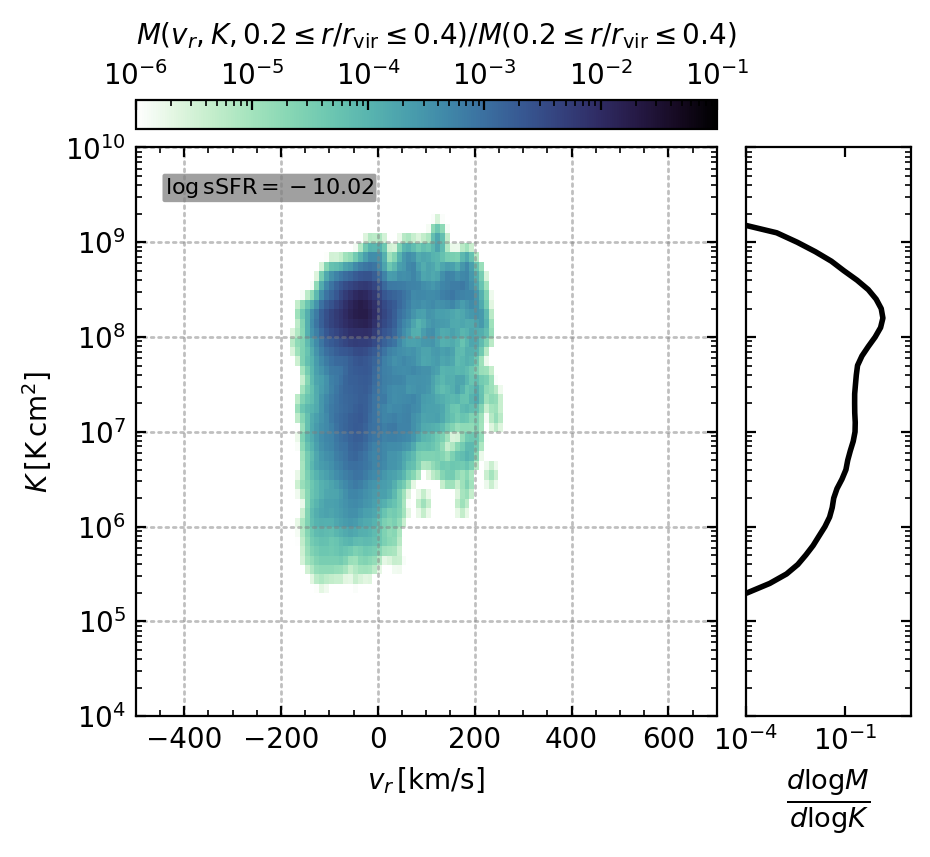 M(v_r, K, 0.2 ≤ r/r_vir ≤ 0.4)/M(0.2 ≤ r/r_vir ≤ 0.4)
10^−6 10^−5 10^−4 10^−3 10^−2 10^−1
10^10
log sSFR = −10.02
10^9
10^8
10^7
10^6
10^5
10^4
K [K cm^2]
−400 −200 0 200 400 600
v_r [km/s]
10^−4 10^−1
dlogM
dlogK